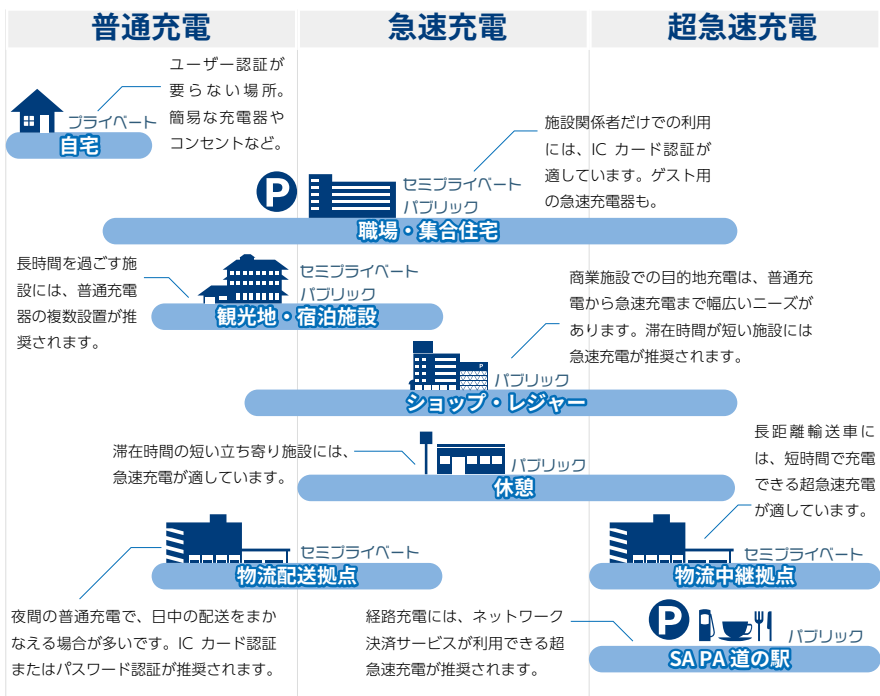 普通充電
急速充電
超急速充電
ユーザー認証が
要らない場所。
簡易な充電器や
コンセントなど。
プライベート
自宅
施設関係者だけでの利用
には、IC カード認証が
適しています。ゲスト用
の急速充電器も。
P
セミプライベート
パブリック
職場・集合住宅
長時間を過ごす施
設には、普通充電
器の複数設置が推
奨されます。
セミプライベート
パブリック
観光地・宿泊施設
商業施設での目的地充電は、普通充
電から急速充電まで幅広いニーズが
あります。滞在時間が短い施設には
急速充電が推奨されます。
P
パブリック
ショップ・レジャー
滞在時間の短い立ち寄り施設には、
急速充電が適しています。
パブリック
休憩
長距離輸送車に
は、短時間で充電
できる超急速充電
が適しています。
セミプライベート
物流配送拠点
セミプライベート
物流中継拠点
夜間の普通充電で、日中の配送をまか
なえる場合が多いです。IC カード認証
またはパスワード認証が推奨されます。
経路充電には、ネットワーク
決済サービスが利用できる超
急速充電が推奨されます。
P
パブリック
SA PA 道の駅